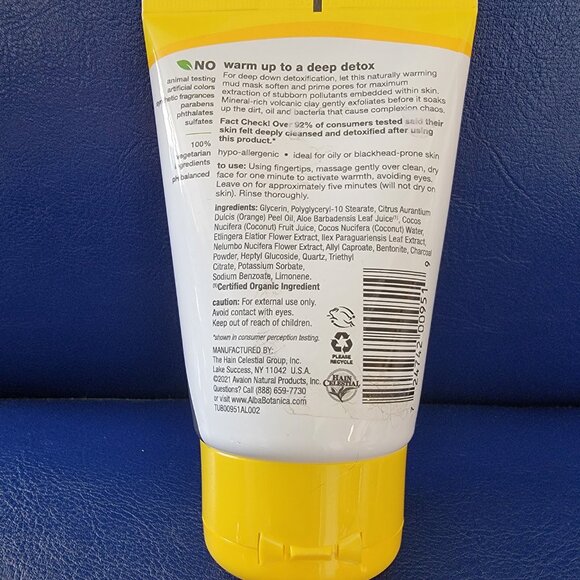 NO
animal testing
artificial colors
fragrances
parabens
phthalates
sulfates
100%
vegetarian
ingredients
balanced
warm up to a deep detox
For deep down detoxification, let this naturally warming
mud mask soften and prime pores for maximum
extraction of stubborn pollutants embedded within skin.
Mineral-rich volcanic clay gently exfoliates before it soaks
up the dirt, oil and bacteria that cause complexion chaos.
Fact Check! Over 92% of consumers tested said their
skin felt deeply cleansed and detoxified after using
this product.*
hypo-allergenic • ideal for oily or blackhead-prone skin
to use: Using fingertips, massage gently over clean, dry
face for one minute to activate warmth, avoiding eyes.
Leave on for approximately five minutes (will not dry on
skin). Rinse thoroughly.
ingredients: Glycerin, Polyglyceryl-10 Stearate, Citrus Aurantium
Dulcis (Orange) Peel Oil, Aloe Barbadensis Leaf Juice(1), Cocos
Nucifera (Coconut) Fruit Juice, Cocos Nucifera (Coconut) Water,
Etlingera Elatior Flower Extract, Ilex Paraguariensis Leaf Extract,
Nelumbo Nucifera Flower Extract, Allyl Caproate, Bentonite, Charcoal
Powder, Heptyl Glucoside, Quartz, Triethyl
Citrate, Potassium Sorbate,
Sodium Benzoate, Limonene.
(1)Certified Organic Ingredient
caution: For external use only.
Avoid contact with eyes.
Keep out of reach of children.
*shown in consumer perception testing.
MANUFACTURED BY:
The Hain Celestial Group, Inc.
Lake Success, NY 11042 U.S.A.
©2021 Avalon Natural Products, Inc.
Questions? Call (888) 659-7730
or visit www.AlbaBotanica.com
TUB00951AL002
PLEASE
RECYCLE
HAIN
CELESTIAL
7 24742 00951 9